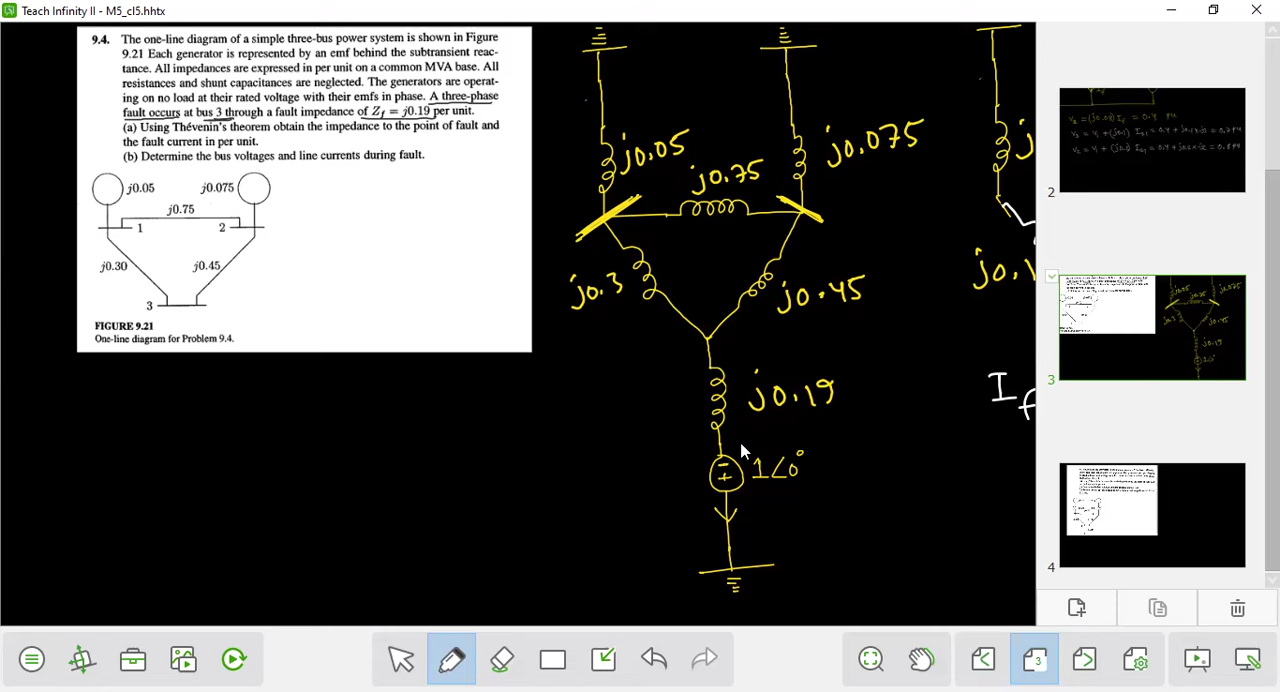 Teach Infinity II - M5_cl5.hhtx
9.4. The one-line diagram of a simple three-bus power system is shown in Figure
9.21 Each generator is represented by an emf behind the subtransient reac-
tance. All impedances are expressed in per unit on a common MVA base. All
resistances and shunt capacitances are neglected. The generators are operat-
ing on no load at their rated voltage with their emfs in phase. A three-phase
fault occurs at bus 3 through a fault impedance of Zf = j0.19 per unit.
(a) Using Thévenin's theorem obtain the impedance to the point of fault and
the fault current in per unit.
(b) Determine the bus voltages and line currents during fault.
j0.05 j0.075
j0.75
1 2
j0.30 j0.45
3
FIGURE 9.21
One-line diagram for Problem 9.4.
j0.05
j0.75
j0.075
j0.3
j0.45
j0.19
1∠0°
j0.1
If
2
3
4
3